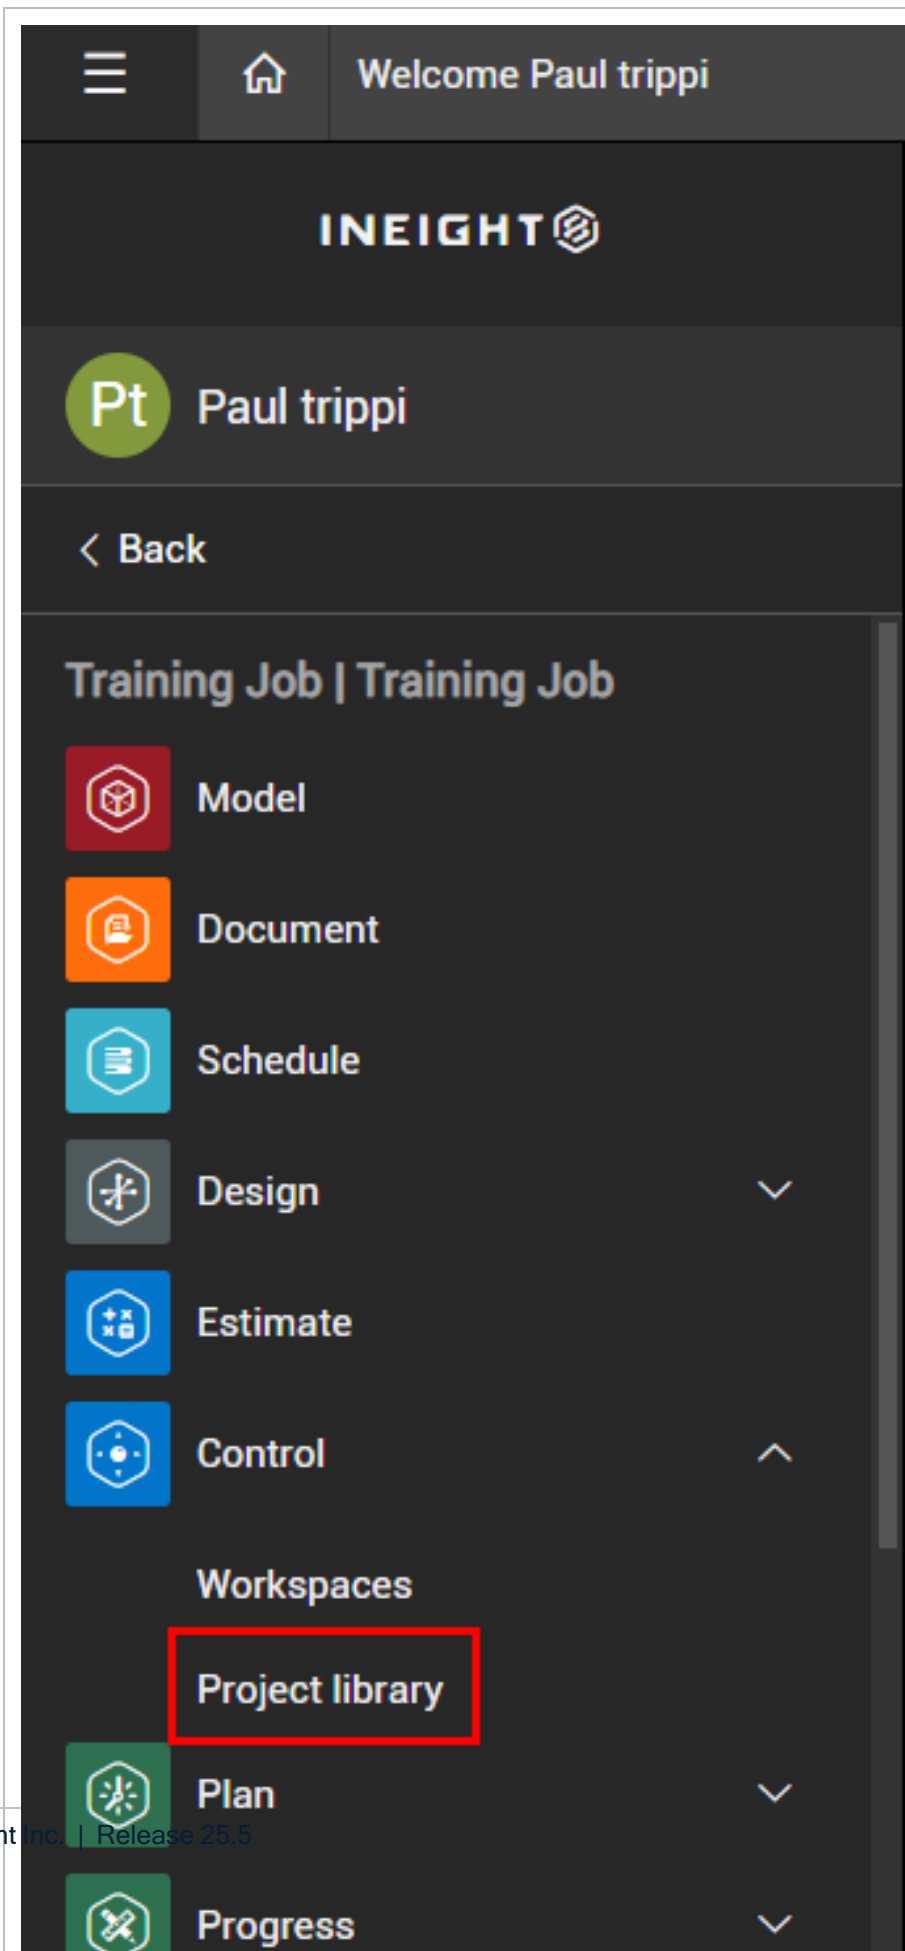 Welcome Paul trippi
INEIGHT
Pt Paul trippi
Back
Training Job | Training Job
Model
Document
Schedule
Design
Estimate
Control
Workspaces
Project library
Plan
Inc. | Release 25.5
Progress